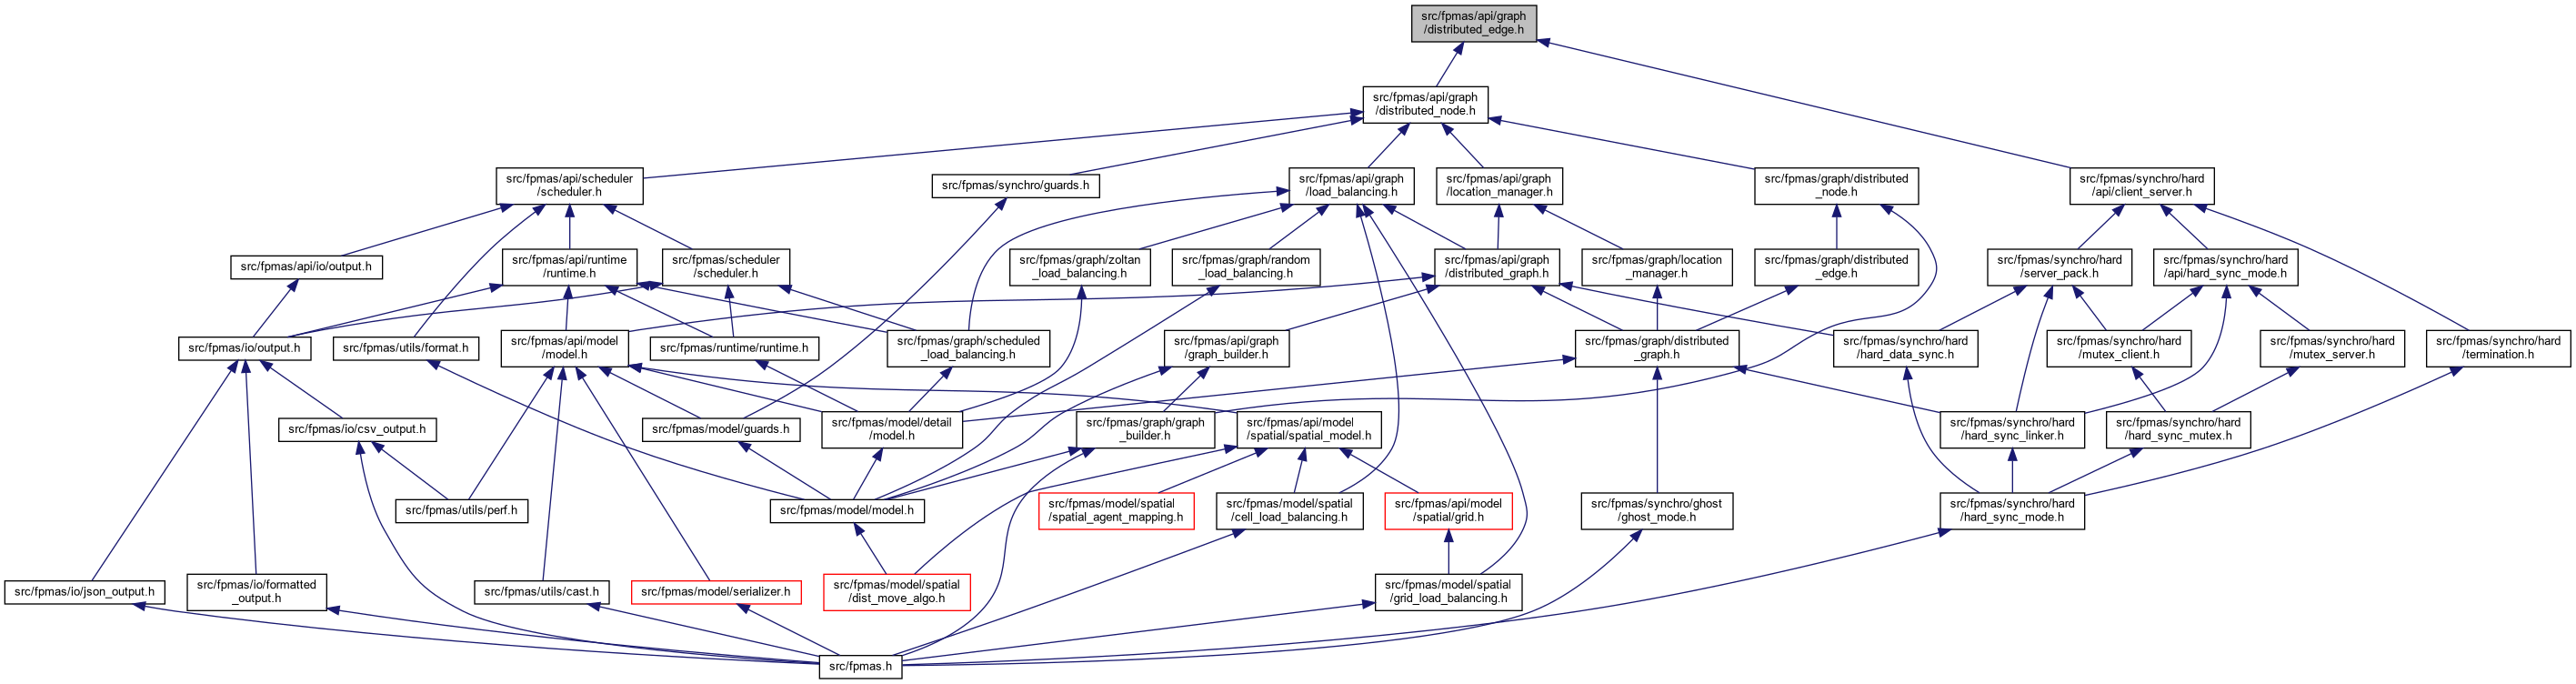 src/fpmas/api/graph
/distributed_edge.h
src/fpmas/api/graph
/distributed_node.h
src/fpmas/api/scheduler
/scheduler.h
src/fpmas/synchro/guards.h
src/fpmas/api/graph
/load_balancing.h
src/fpmas/api/graph
/location_manager.h
src/fpmas/graph/distributed
_node.h
src/fpmas/synchro/hard
/api/client_server.h
src/fpmas/api/io/output.h
src/fpmas/api/runtime
/runtime.h
src/fpmas/scheduler
/scheduler.h
src/fpmas/graph/zoltan
_load_balancing.h
src/fpmas/graph/random
_load_balancing.h
src/fpmas/api/graph
/distributed_graph.h
src/fpmas/graph/location
_manager.h
src/fpmas/graph/distributed
_edge.h
src/fpmas/synchro/hard
/server_pack.h
src/fpmas/synchro/hard
/api/hard_sync_mode.h
src/fpmas/io/output.h
src/fpmas/utils/format.h
src/fpmas/api/model
/model.h
src/fpmas/runtime/runtime.h
src/fpmas/graph/scheduled
_load_balancing.h
src/fpmas/api/graph
/graph_builder.h
src/fpmas/graph/distributed
_graph.h
src/fpmas/synchro/hard
/hard_data_sync.h
src/fpmas/synchro/hard
/mutex_client.h
src/fpmas/synchro/hard
/mutex_server.h
src/fpmas/synchro/hard
/termination.h
src/fpmas/io/csv_output.h
src/fpmas/model/guards.h
src/fpmas/model/detail
/model.h
src/fpmas/graph/graph
_builder.h
src/fpmas/api/model
/spatial/spatial_model.h
src/fpmas/synchro/hard
/hard_sync_linker.h
src/fpmas/synchro/hard
/hard_sync_mutex.h
src/fpmas/utils/perf.h
src/fpmas/model/model.h
src/fpmas/model/spatial
/spatial_agent_mapping.h
src/fpmas/model/spatial
/cell_load_balancing.h
src/fpmas/api/model
/spatial/grid.h
src/fpmas/synchro/ghost
/ghost_mode.h
src/fpmas/synchro/hard
/hard_sync_mode.h
src/fpmas/io/json_output.h
src/fpmas/io/formatted
_output.h
src/fpmas/utils/cast.h
src/fpmas/model/serializer.h
src/fpmas/model/spatial
/dist_move_algo.h
src/fpmas/model/spatial
/grid_load_balancing.h
src/fpmas.h